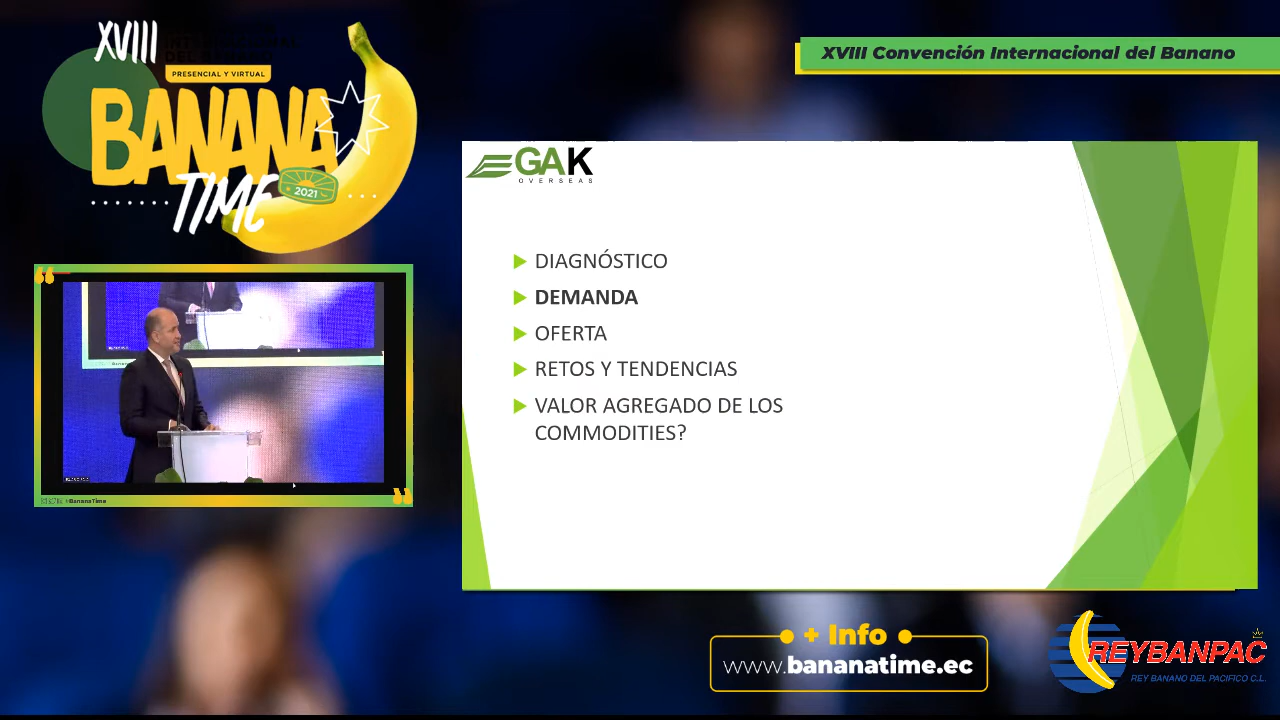 XVIII
PRESENCIAL Y VIRTUAL
BANANA
TIME
2021
#BananaTime
XVIII Convención Internacional del Banano
GAK
OVERSEAS
DIAGNÓSTICO
DEMANDA
OFERTA
RETOS Y TENDENCIAS
VALOR AGREGADO DE LOS
COMMODITIES?
+ Info
www.bananatime.ec
REYBANPAC
REY BANANO DEL PACIFICO C.L.